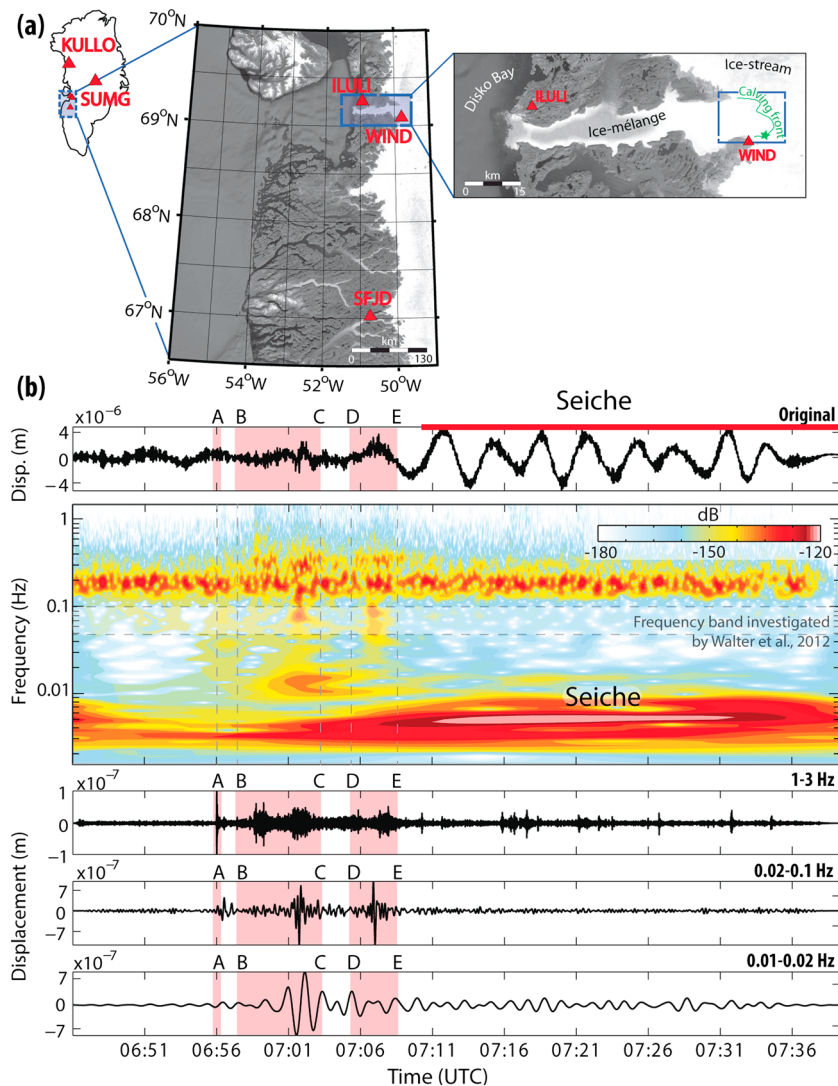 (a)
KULLO
SUMG
70°N
69°N
68°N
67°N
56°W
54°W
52°W
51°W
50°W
ILULI
WIND
SFJD
km
0
130
Disko Bay
ILULI
Ice-mélange
Ice-stream
Calving front
WIND
km
0
15
(b)
x10⁻⁶
A
B
C
D
E
Seiche
Original
Disp. (m)
4
0
−4
Frequency (Hz)
1
0.1
0.01
dB
-180
-150
-120
Frequency band investigated
by Walter et al., 2012
Seiche
x10⁻⁷
A
B
C
D
E
1-3 Hz
Displacement (m)
1
0
−1
x10⁻⁷
A
B
C
D
E
0.02-0.1 Hz
7
0
-7
x10⁻⁷
A
B
C
D
E
0.01-0.02 Hz
7
0
-7
06:51
06:56
07:01
07:06
07:11
07:16
07:21
07:26
07:31
07:36
Time (UTC)